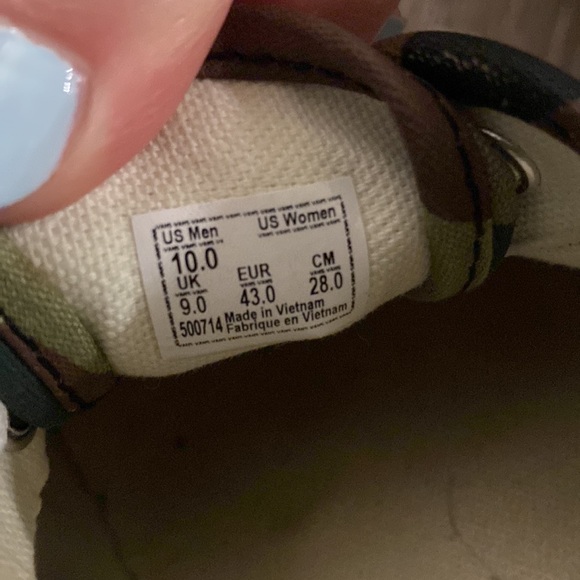 US Men US Women
10.0
UK EUR CM
9.0 43.0 28.0
500714 Made in Vietnam
Fabrique en Vietnam